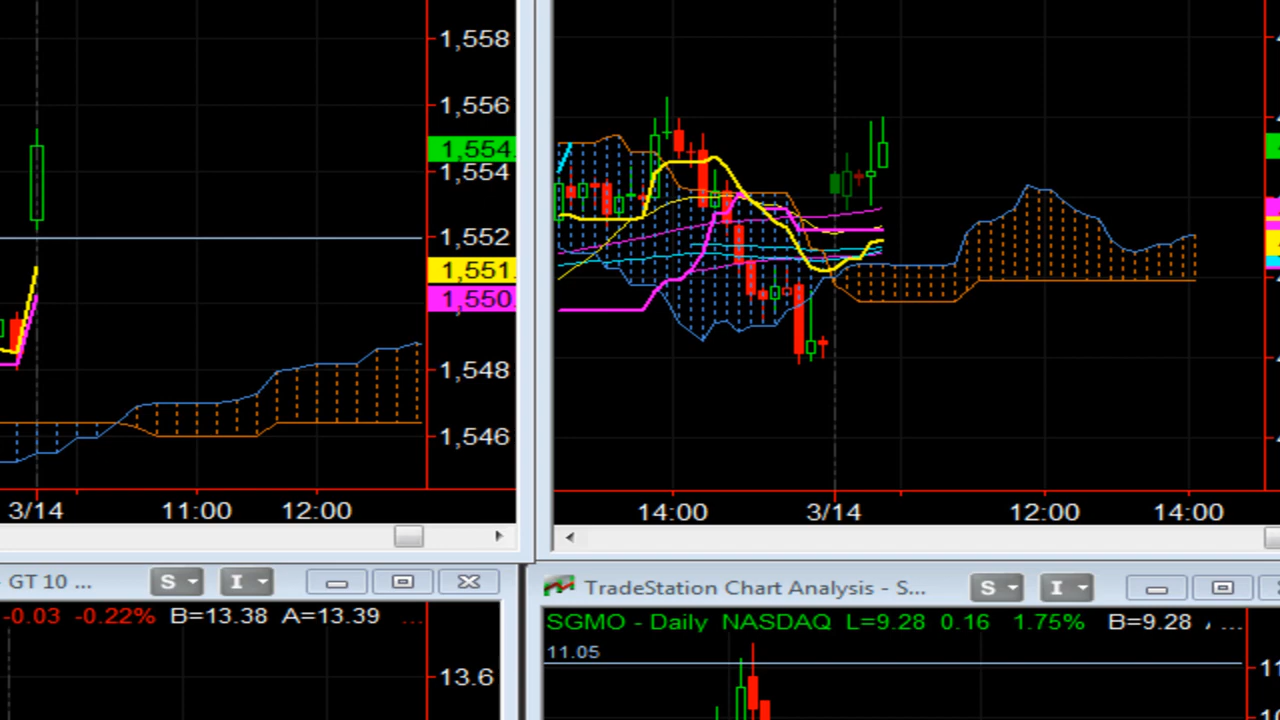 1,558
1,556
1,554.
1,554
1,552
1,551.
1,550.
1,548
1,546
3/14 11:00 12:00
14:00 3/14 12:00 14:00
- GT 10 ... S I
TradeStation Chart Analysis - S... S I
-0.03 -0.22% B=13.38 A=13.39 ...
SGMO - Daily NASDAQ L=9.28 0.16 1.75% B=9.28 ...
11.05
13.6